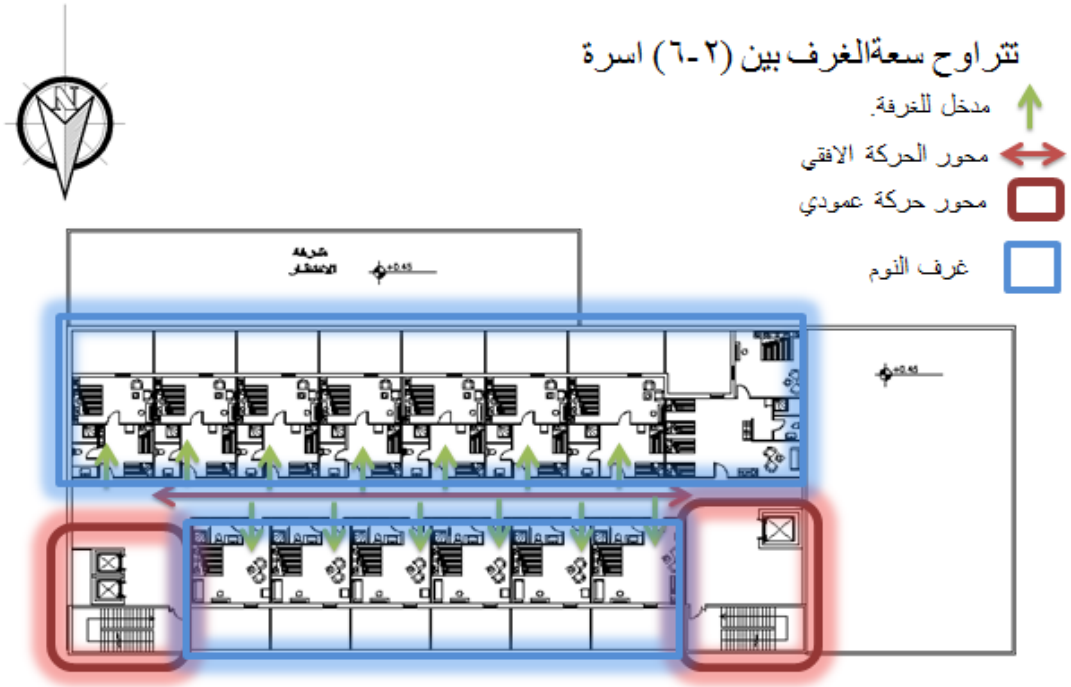 N
تتراوح سعةالغرف بين (٢-٦) اسرة
مدخل للغرفة.
محور الحركة الافقي
محور حركة عمودي
غرف النوم
+0.45
+0.45